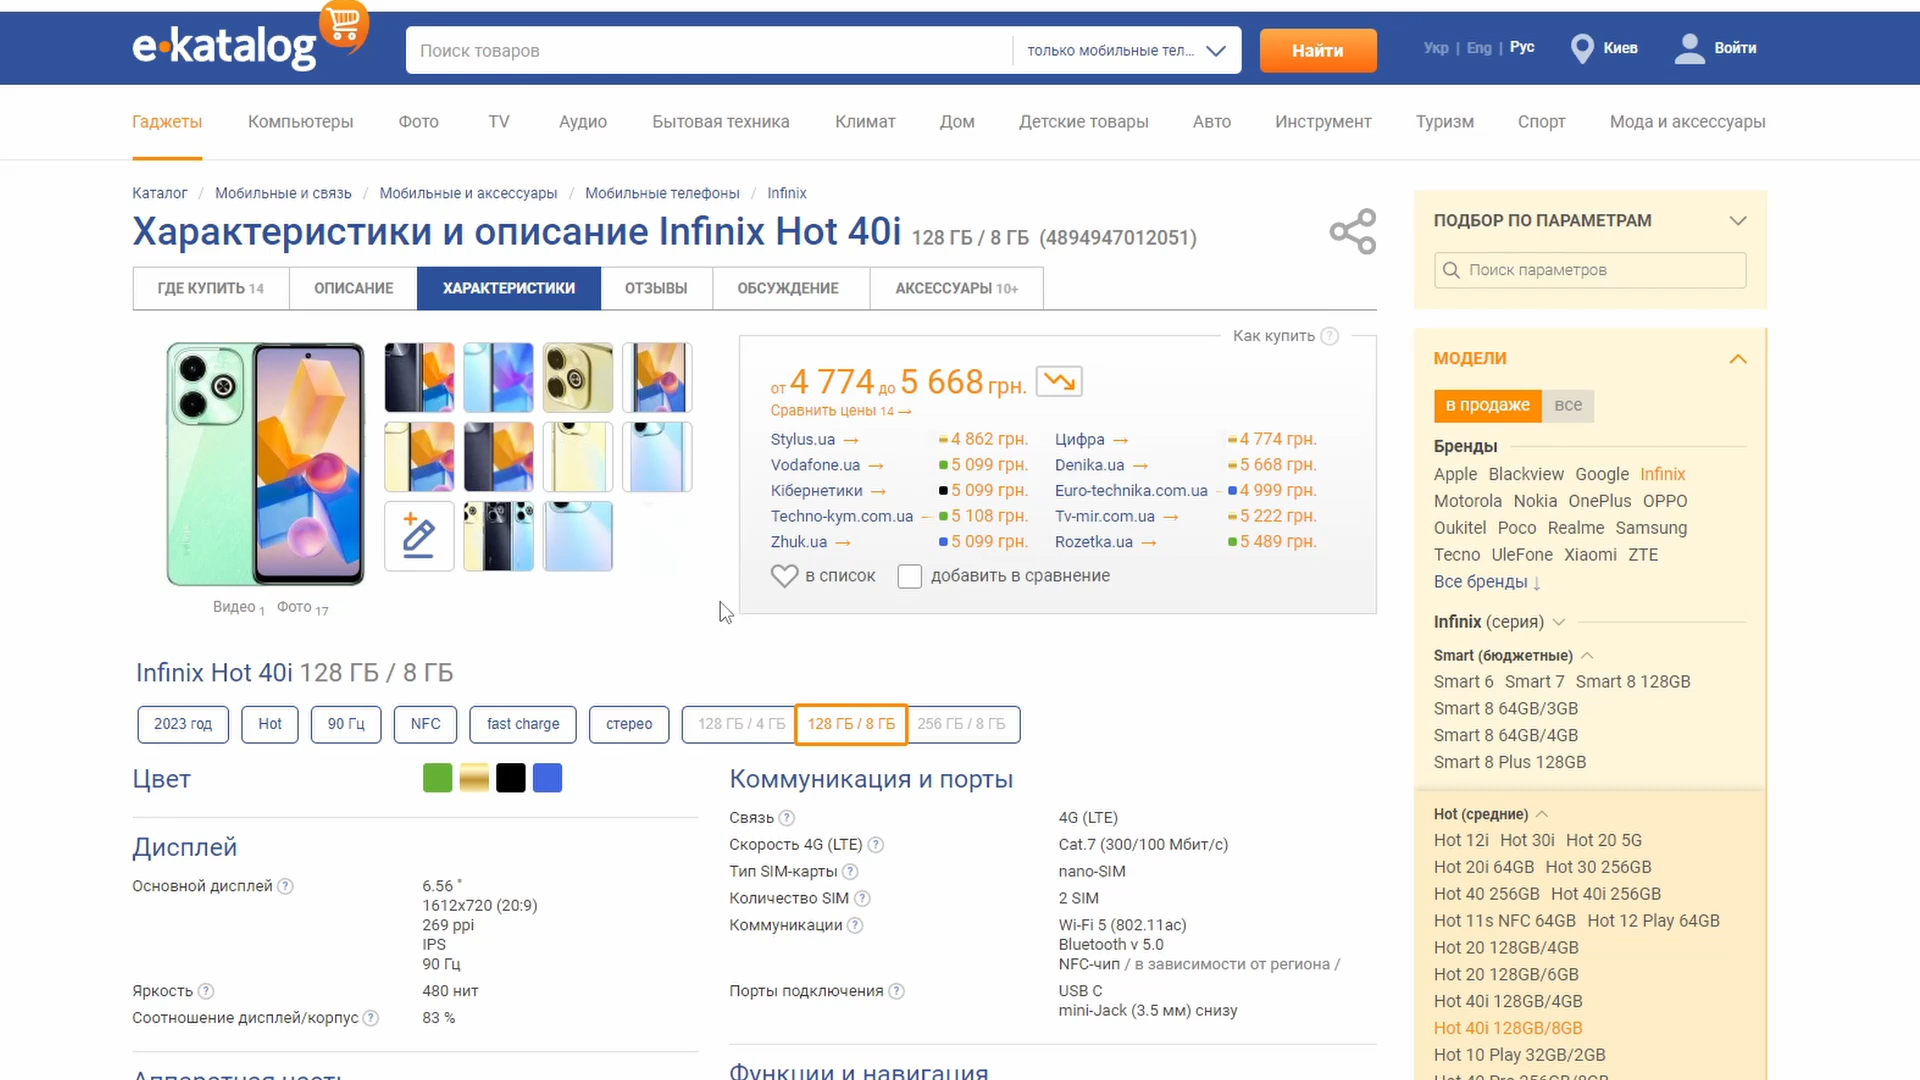 e•katalog
Поиск товаров
только мобильные тел...
Найти
Укр | Eng | Рус
Киев
Войти
Гаджеты Компьютеры Фото TV Аудио Бытовая техника Климат Дом Детские товары Авто Инструмент Туризм Спорт Мода и аксессуары
Каталог / Мобильные и связь / Мобильные и аксессуары / Мобильные телефоны / Infinix
Характеристики и описание Infinix Hot 40i 128 ГБ / 8 ГБ (4894947012051)
ГДЕ КУПИТЬ 14 ОПИСАНИЕ ХАРАКТЕРИСТИКИ ОТЗЫВЫ ОБСУЖДЕНИЕ АКСЕССУАРЫ 10+
Видео 1 Фото 17
Как купить ?
от 4 774 до 5 668 грн.
Сравнить цены 14 →
Stylus.ua → 4 862 грн. Цифра → 4 774 грн.
Vodafone.ua → 5 099 грн. Denika.ua → 5 668 грн.
Кібернетики → 5 099 грн. Euro-technika.com.ua 4 999 грн.
Techno-kym.com.ua 5 108 грн. Tv-mir.com.ua → 5 222 грн.
Zhuk.ua → 5 099 грн. Rozetka.ua → 5 489 грн.
в список добавить в сравнение
Infinix Hot 40i 128 ГБ / 8 ГБ
2023 год Hot 90 Гц NFC fast charge стерео 128 ГБ / 4 ГБ 128 ГБ / 8 ГБ 256 ГБ / 8 ГБ
Цвет
Дисплей
Основной дисплей ?
6.56 "
1612x720 (20:9)
269 ppi
IPS
90 Гц
Яркость ? 480 нит
Соотношение дисплей/корпус ? 83 %
Аппаратная часть
Коммуникация и порты
Связь ? 4G (LTE)
Скорость 4G (LTE) ? Cat.7 (300/100 Мбит/с)
Тип SIM-карты ? nano-SIM
Количество SIM ? 2 SIM
Коммуникации ? Wi-Fi 5 (802.11ac)
Bluetooth v 5.0
NFC-чип / в зависимости от региона /
Порты подключения ? USB C
mini-Jack (3.5 мм) снизу
Функции и навигация
ПОДБОР ПО ПАРАМЕТРАМ
Поиск параметров
МОДЕЛИ
в продаже все
Бренды
Apple Blackview Google Infinix
Motorola Nokia OnePlus OPPO
Oukitel Poco Realme Samsung
Tecno UleFone Xiaomi ZTE
Все бренды ↓
Infinix (серия)
Smart (бюджетные)
Smart 6 Smart 7 Smart 8 128GB
Smart 8 64GB/3GB
Smart 8 64GB/4GB
Smart 8 Plus 128GB
Hot (средние)
Hot 12i Hot 30i Hot 20 5G
Hot 20i 64GB Hot 30 256GB
Hot 40 256GB Hot 40i 256GB
Hot 11s NFC 64GB Hot 12 Play 64GB
Hot 20 128GB/4GB
Hot 20 128GB/6GB
Hot 40i 128GB/4GB
Hot 40i 128GB/8GB
Hot 10 Play 32GB/2GB
Hot 40 Pro 256GB/8GB